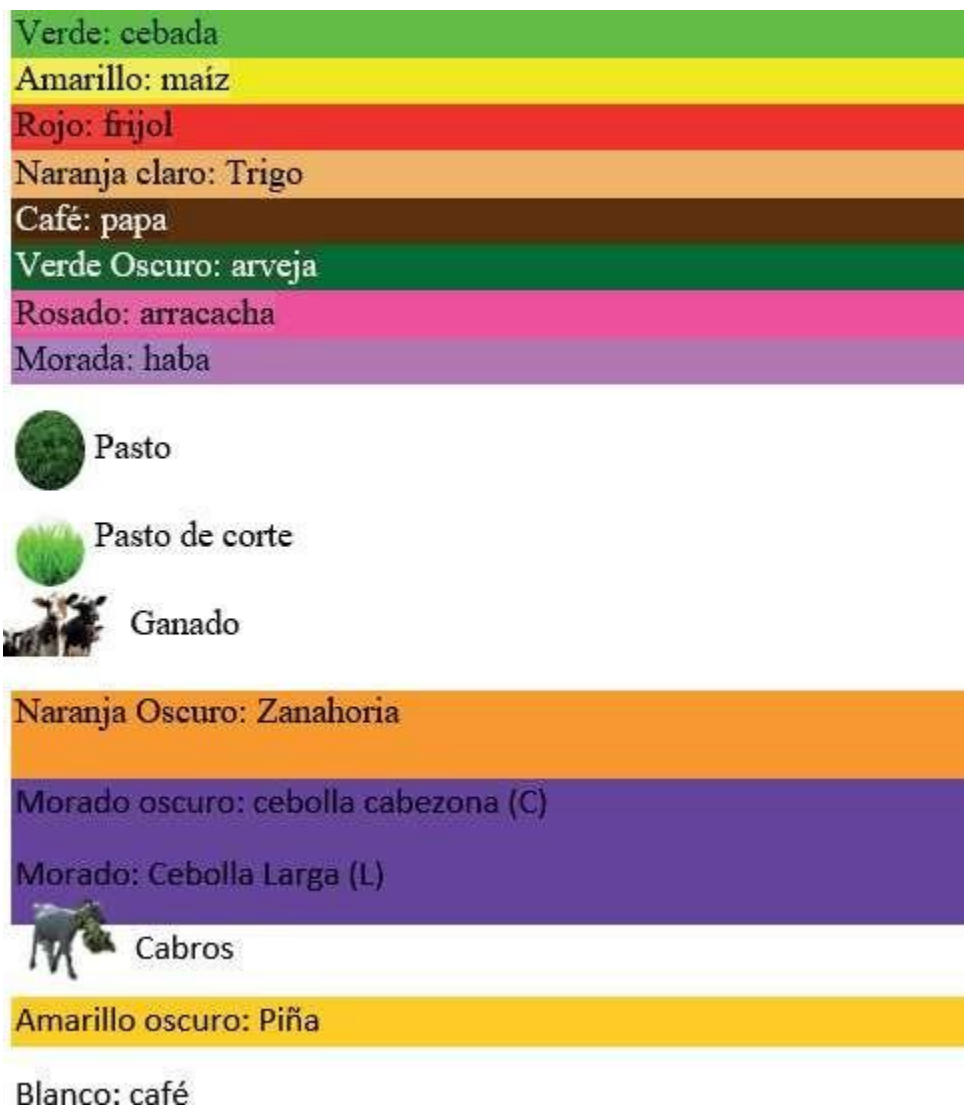 Verde: cebada
Amarillo: maíz
Rojo: frijol
Naranja claro: Trigo
Café: papa
Verde Oscuro: arveja
Rosado: arracacha
Morada: haba
Pasto
Pasto de corte
Ganado
Naranja Oscuro: Zanahoria
Morado oscuro: cebolla cabezona (C)
Morado: Cebolla Larga (L)
Cabros
Amarillo oscuro: Piña
Blanco: café